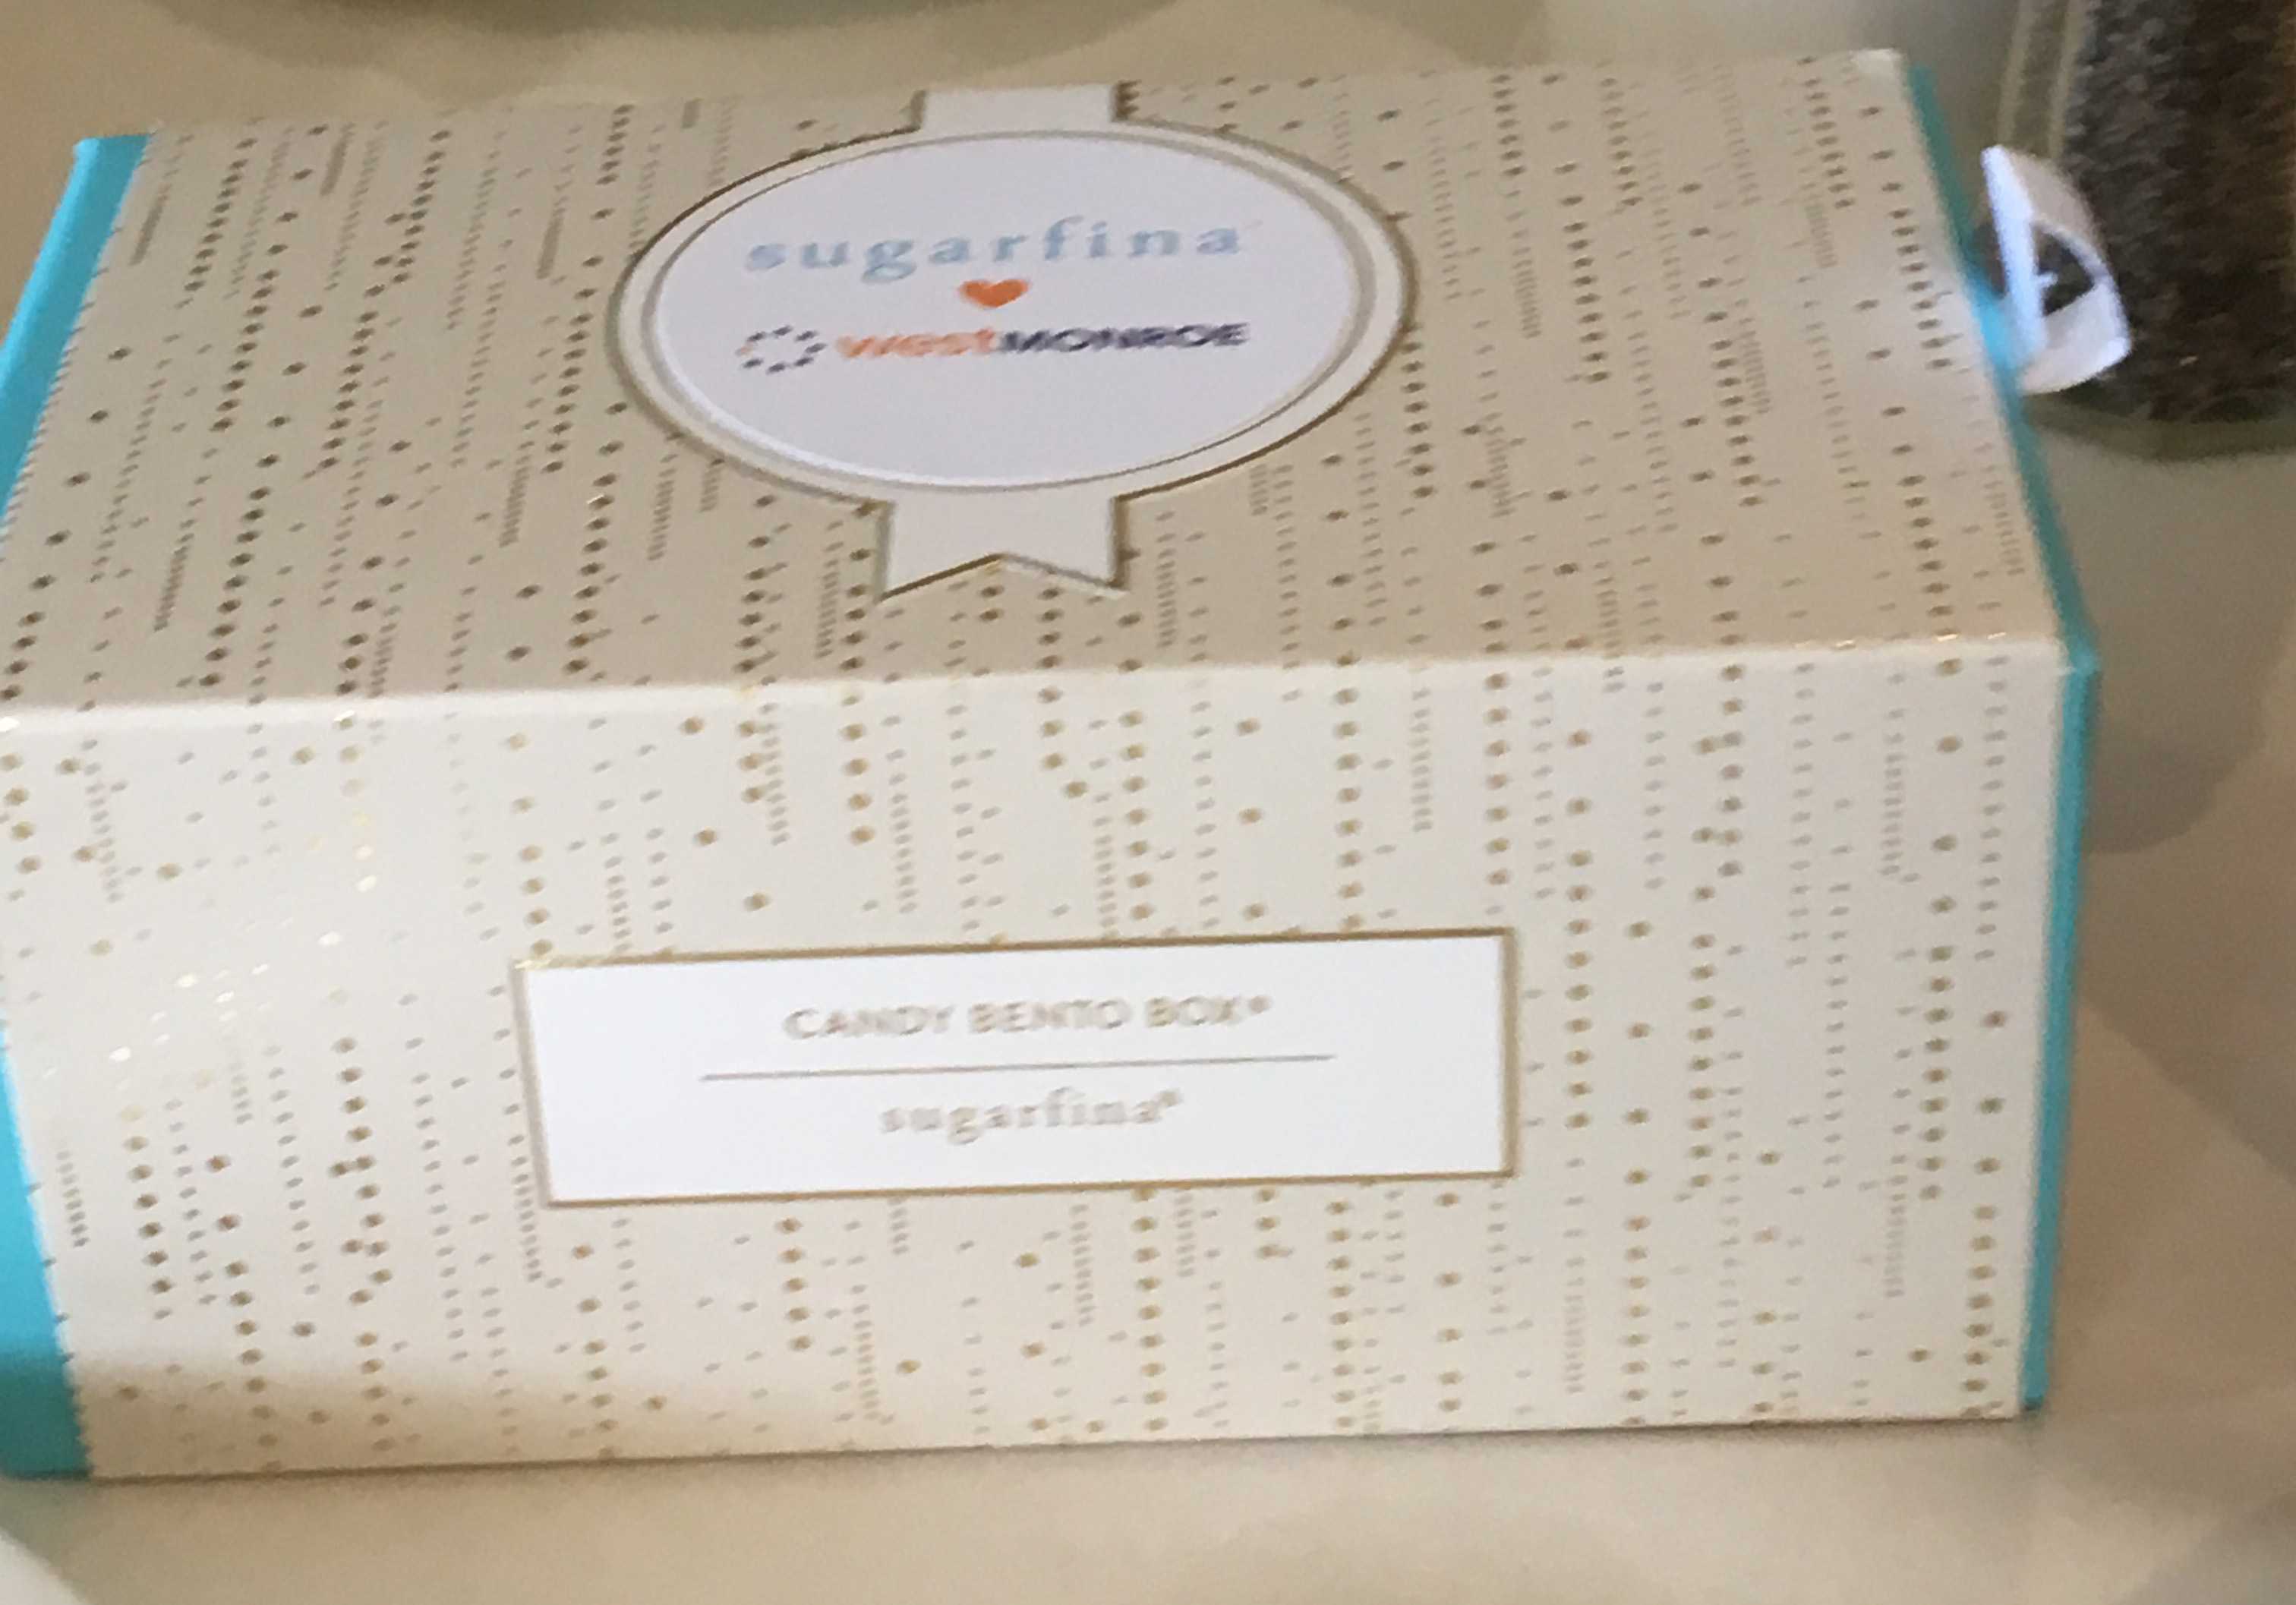 sugarfina
westMONROE
CANDY BENTO BOX®
sugarfina®